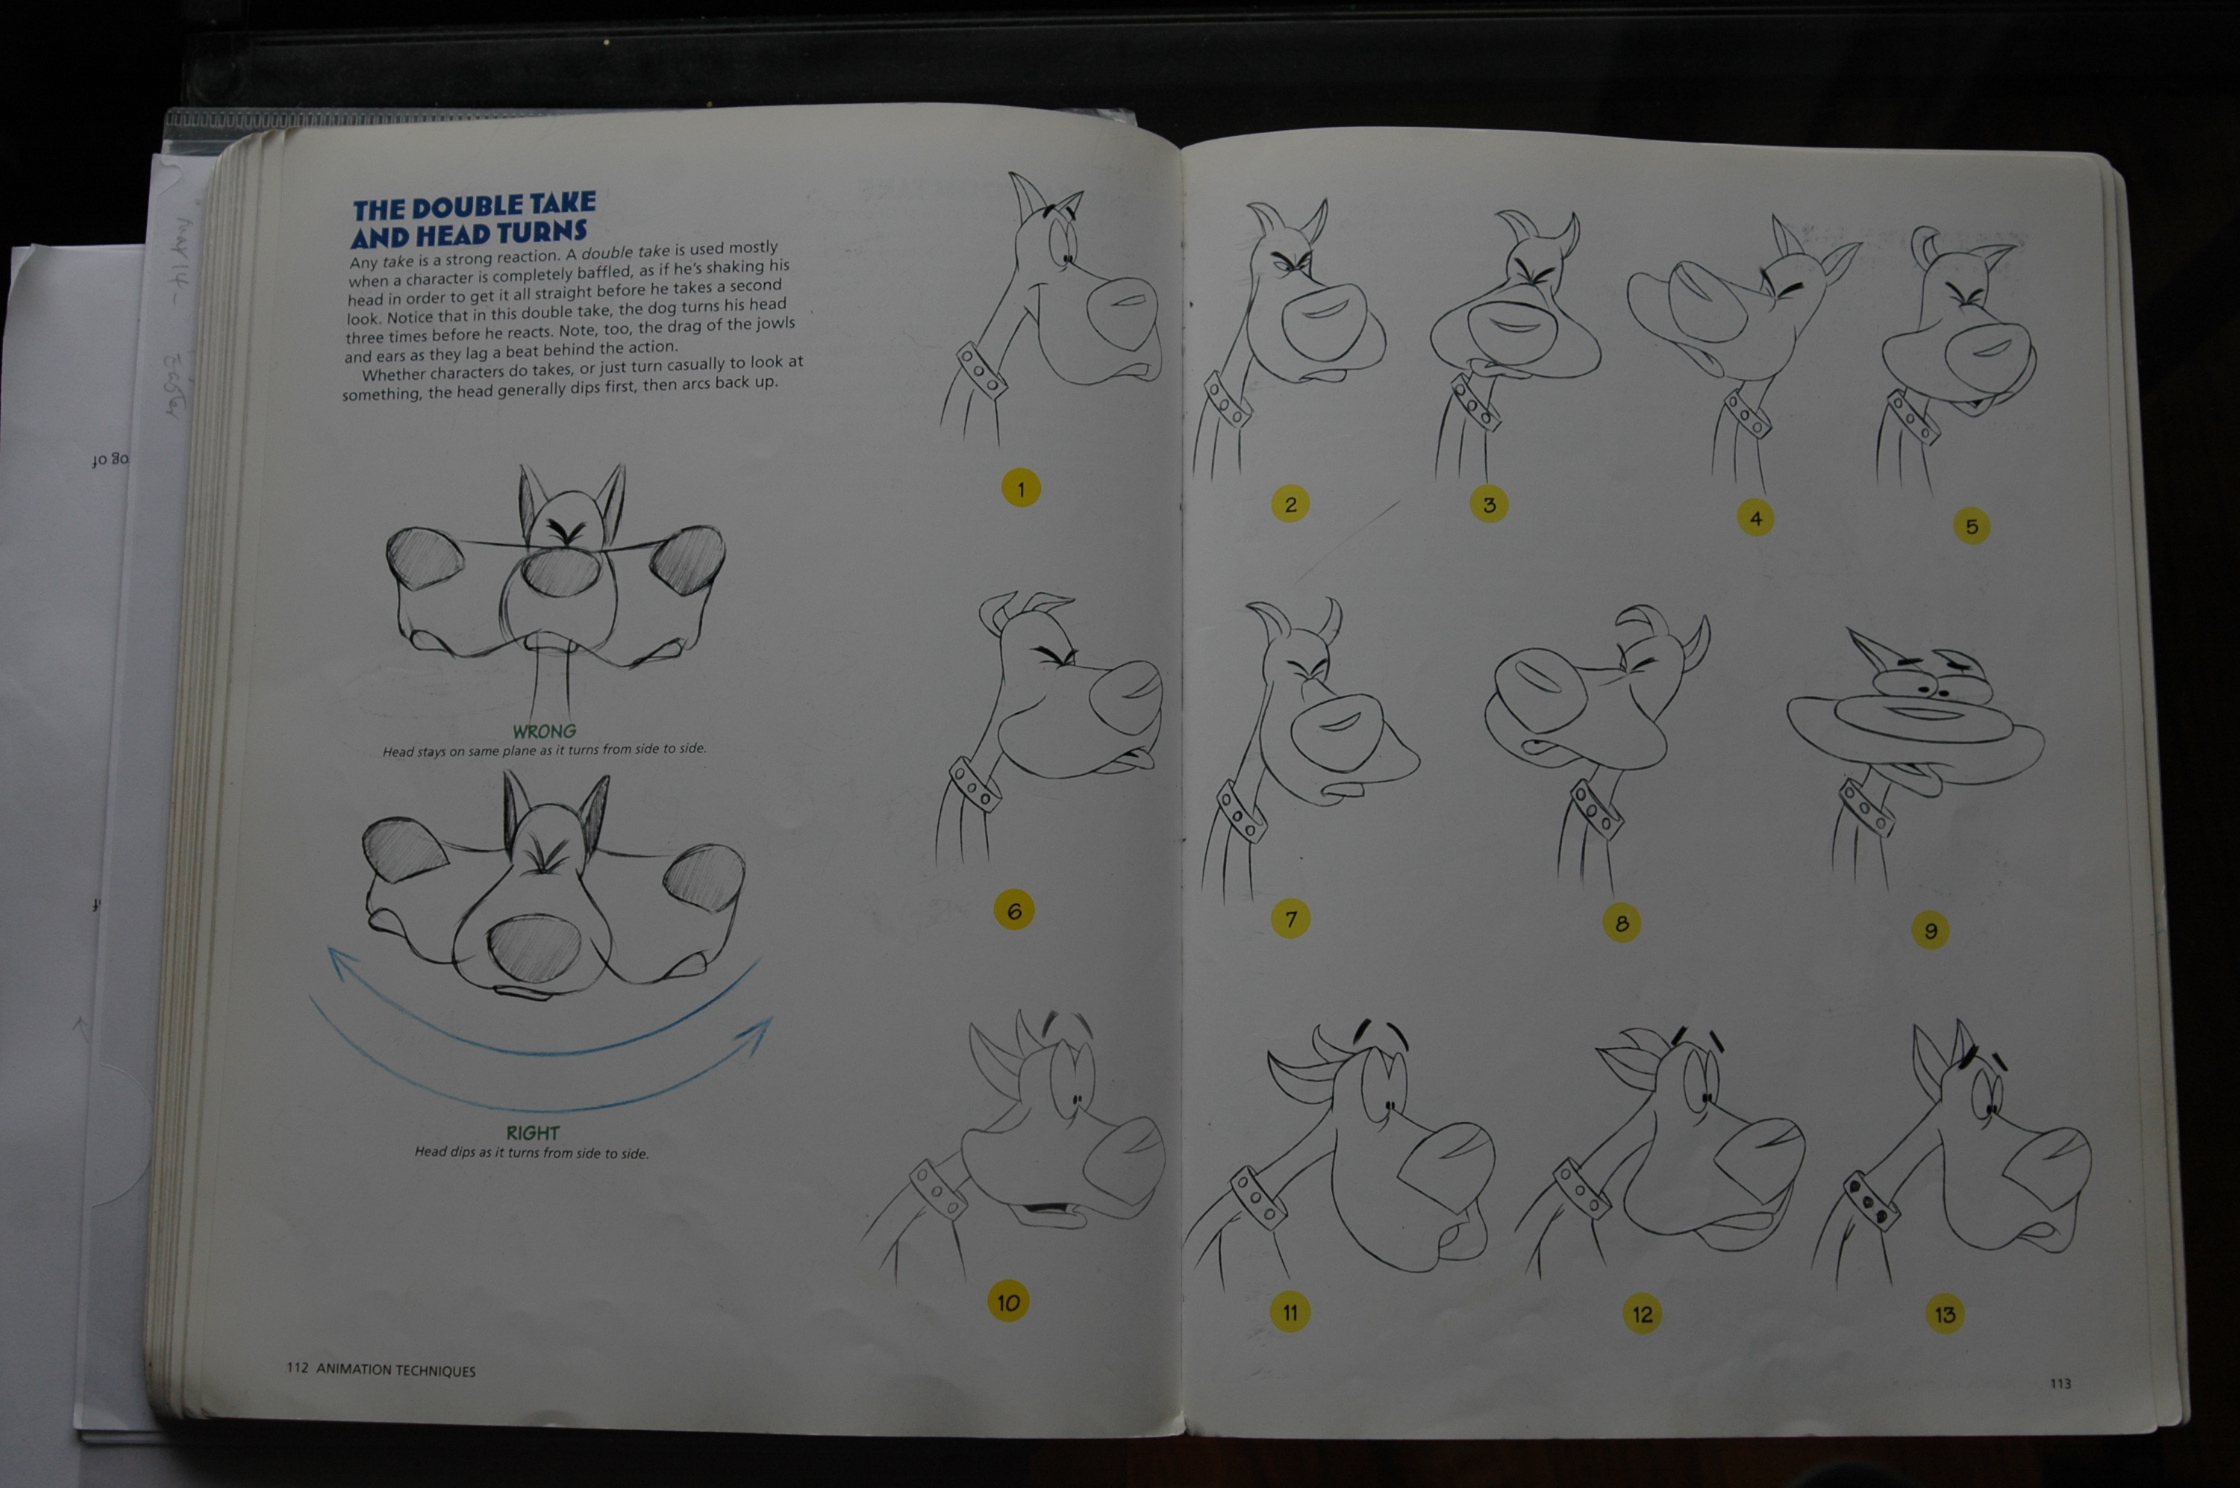 THE DOUBLE TAKE
AND HEAD TURNS
Any take is a strong reaction. A double take is used mostly
when a character is completely baffled, as if he's shaking his
head in order to get it all straight before he takes a second
look. Notice that in this double take, the dog turns his head
three times before he reacts. Note, too, the drag of the jowls
and ears as they lag a beat behind the action.
Whether characters do takes, or just turn casually to look at
something, the head generally dips first, then arcs back up.
WRONG
Head stays on same plane as it turns from side to side.
RIGHT
Head dips as it turns from side to side.
1
2
3
4
5
6
7
8
9
10
11
12
13
112 ANIMATION TECHNIQUES
113
May 14 -
Easter
og of